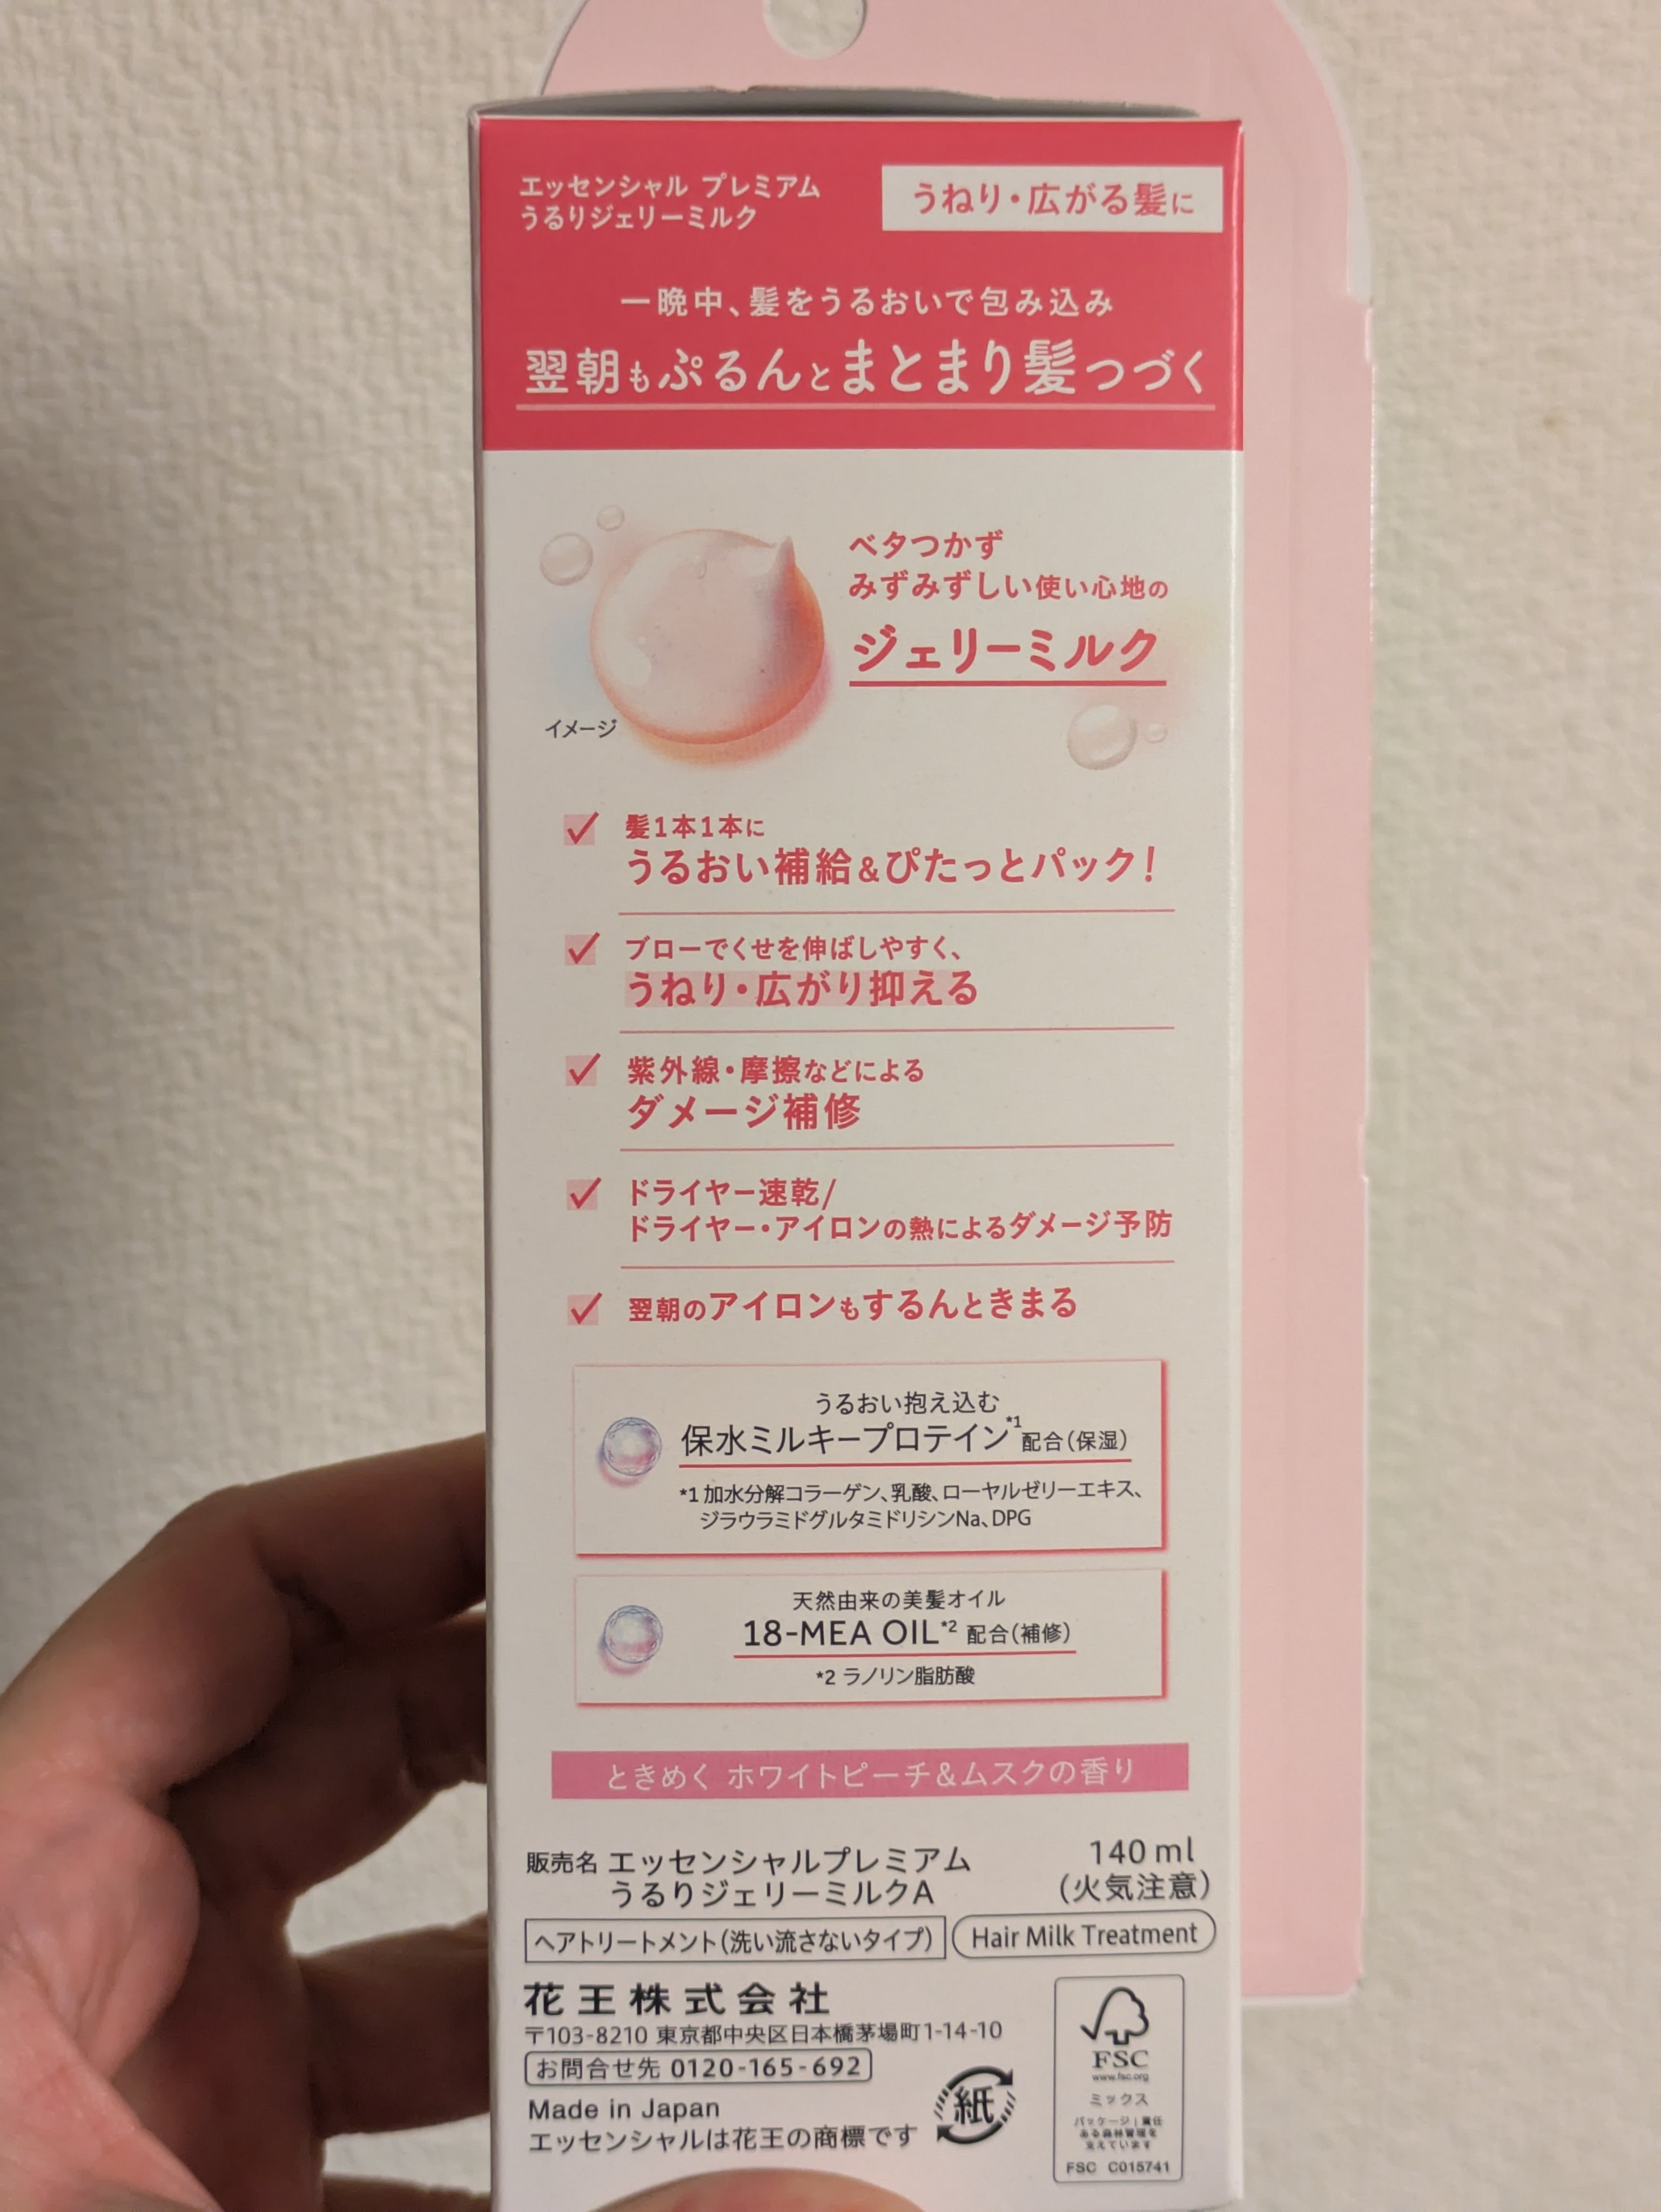 エッセンシャル プレミアム
うるりジェリーミルク
うねり・広がる髪に
一晩中、髪をうるおいで包み込み
翌朝もぷるんとまとまり髪つづく
ベタつかず
みずみずしい使い心地の
ジェリーミルク
イメージ
髪1本1本に
うるおい補給&ぴたっとパック!
ブローでくせを伸ばしやすく、
うねり・広がり抑える
紫外線・摩擦などによる
ダメージ補修
ドライヤー速乾/
ドライヤー・アイロンの熱によるダメージ予防
翌朝のアイロンもするんときまる
うるおい抱え込む
保水ミルキープロテイン*1配合(保湿)
*1 加水分解コラーゲン、乳酸、ローヤルゼリーエキス、
ジラウラミドグルタミドリシンNa、DPG
天然由来の美髪オイル
18-MEA OIL*2 配合(補修)
*2 ラノリン脂肪酸
ときめく ホワイトピーチ&ムスクの香り
販売名 エッセンシャルプレミアム
うるりジェリーミルクA
140 ml
(火気注意)
ヘアトリートメント(洗い流さないタイプ)
Hair Milk Treatment
花王株式会社
〒103-8210 東京都中央区日本橋茅場町1-14-10
お問合せ先 0120-165-692
Made in Japan
エッセンシャルは花王の商標です
紙
FSC
www.fsc.org
ミックス
パッケージ | 責任
ある森林管理を
支えています
FSC C015741